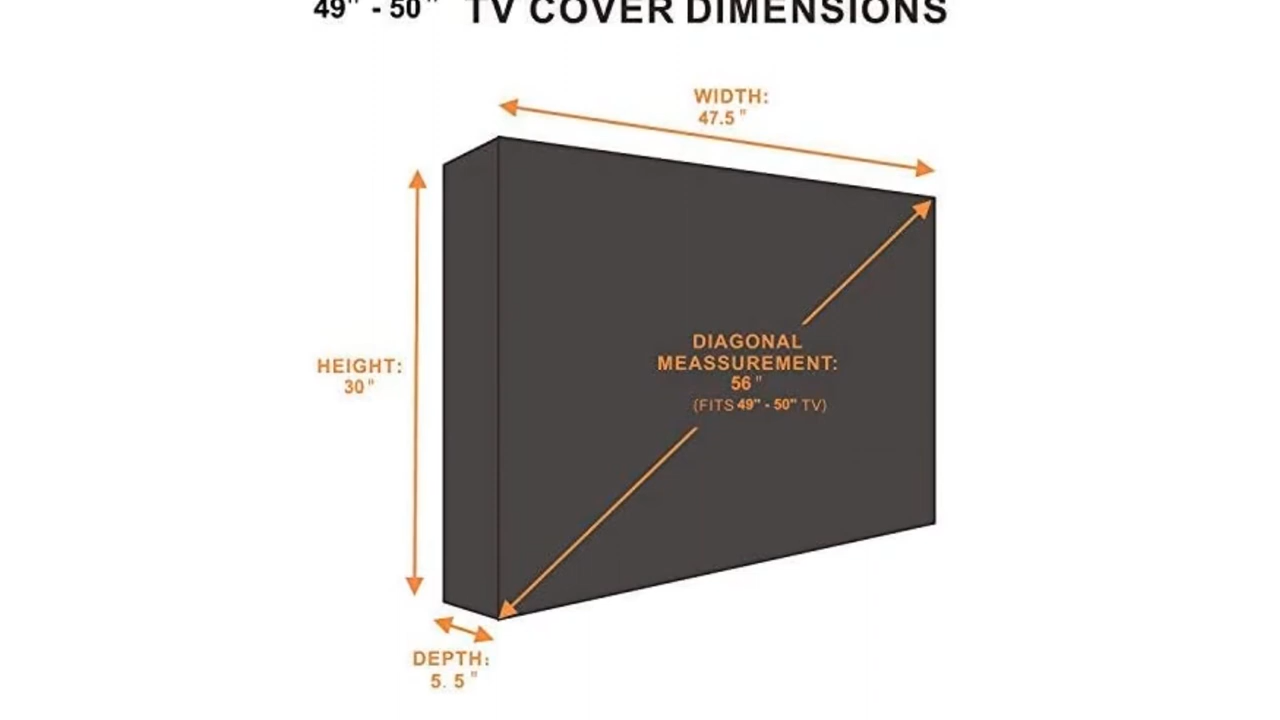 49" - 50" TV COVER DIMENSIONS
WIDTH:
47.5"
HEIGHT:
30"
DIAGONAL
MEASSUREMENT:
56"
(FITS 49" - 50" TV)
DEPTH:
5. 5"